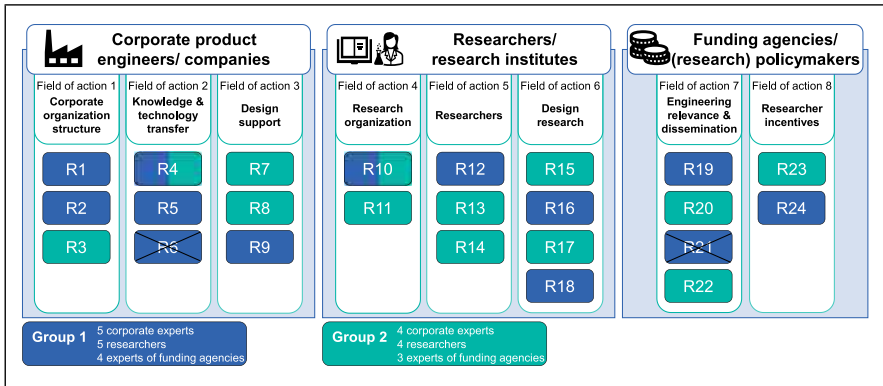 Corporate product
engineers/ companies
Field of action 1
Corporate
organization
structure
R1
R2
R3
Field of action 2
Knowledge &
technology
transfer
R4
R5
R6
Field of action 3
Design
support
R7
R8
R9
Researchers/
research institutes
Field of action 4
Research
organization
R10
R11
Field of action 5
Researchers
R12
R13
R14
Field of action 6
Design
research
R15
R16
R17
R18
Funding agencies/
(research) policymakers
Field of action 7
Engineering
relevance &
dissemination
R19
R20
R21
R22
Field of action 8
Researcher
incentives
R23
R24
Group 1
5 corporate experts
5 researchers
4 experts of funding agencies
Group 2
4 corporate experts
4 researchers
3 experts of funding agencies